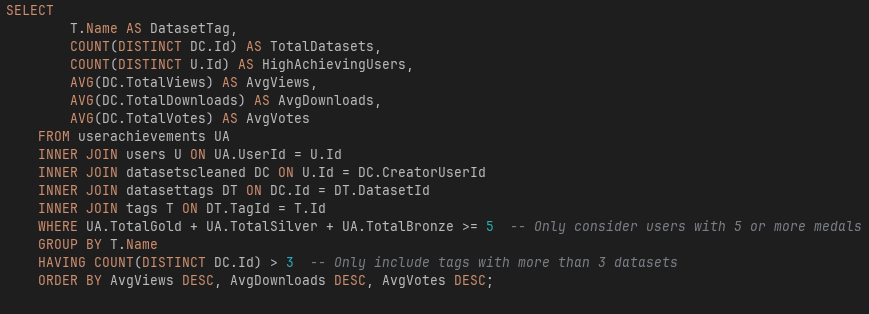 SELECT
        T.Name AS DatasetTag,
        COUNT(DISTINCT DC.Id) AS TotalDatasets,
        COUNT(DISTINCT U.Id) AS HighAchievingUsers,
        AVG(DC.TotalViews) AS AvgViews,
        AVG(DC.TotalDownloads) AS AvgDownloads,
        AVG(DC.TotalVotes) AS AvgVotes
    FROM userachievements UA
    INNER JOIN users U ON UA.UserId = U.Id
    INNER JOIN datasetscleaned DC ON U.Id = DC.CreatorUserId
    INNER JOIN datasettags DT ON DC.Id = DT.DatasetId
    INNER JOIN tags T ON DT.TagId = T.Id
    WHERE UA.TotalGold + UA.TotalSilver + UA.TotalBronze >= 5  -- Only consider users with 5 or more medals
    GROUP BY T.Name
    HAVING COUNT(DISTINCT DC.Id) > 3  -- Only include tags with more than 3 datasets
    ORDER BY AvgViews DESC, AvgDownloads DESC, AvgVotes DESC;